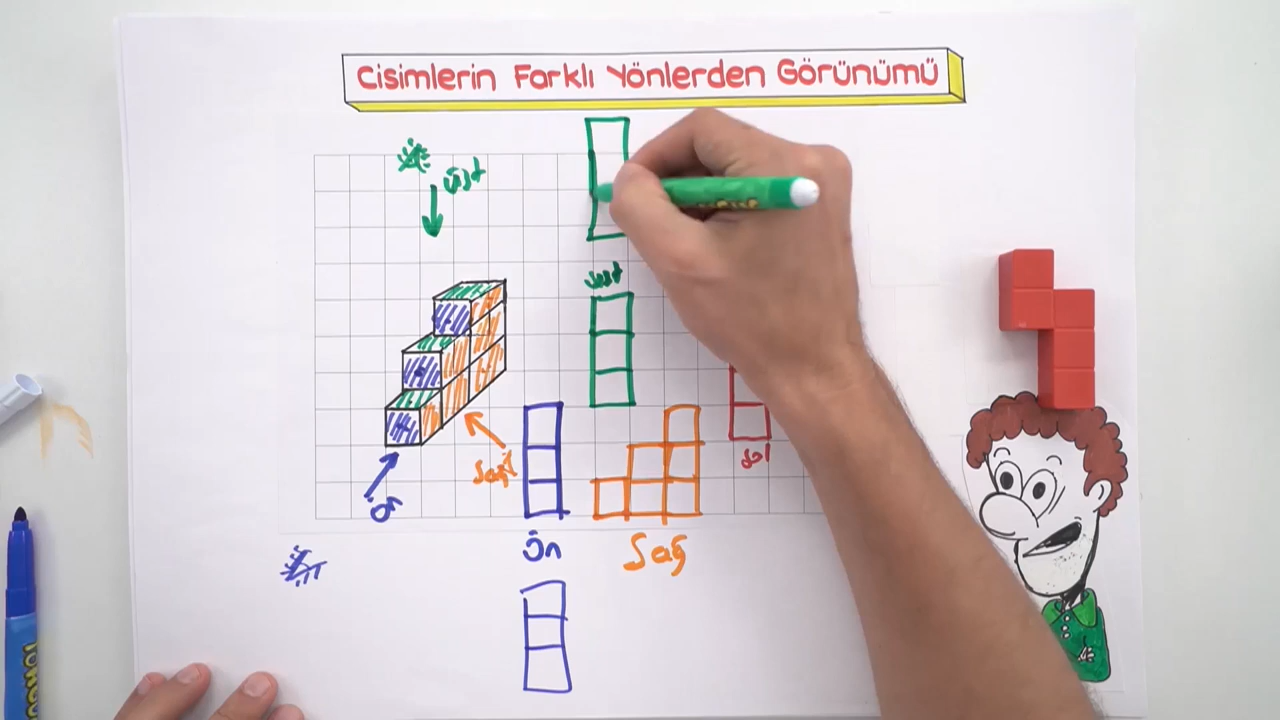 Cisimlerin Farklı Yönlerden Görünümü
Üst
üst
Sağ
sol
ön
Ön
Sağ